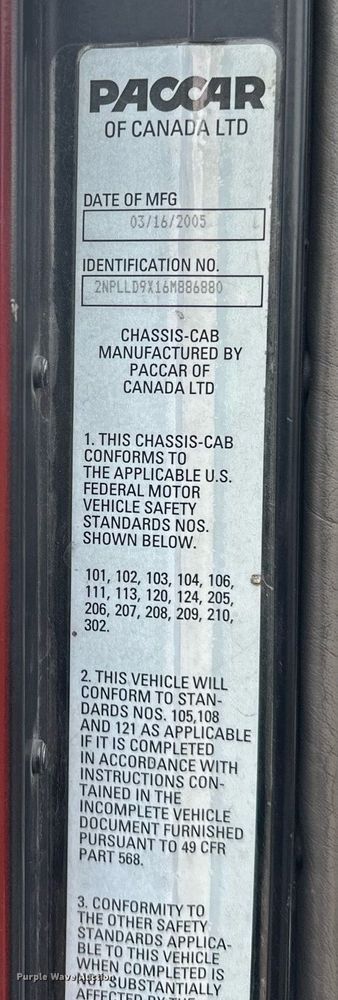 PACCAR
OF CANADA LTD
DATE OF MFG
03/16/2005
IDENTIFICATION NO.
2NPLLD9X16M886880
CHASSIS-CAB
MANUFACTURED BY
PACCAR OF
CANADA LTD
1. THIS CHASSIS-CAB
CONFORMS TO
THE APPLICABLE U.S.
FEDERAL MOTOR
VEHICLE SAFETY
STANDARDS NOS.
SHOWN BELOW.
101, 102, 103, 104, 106,
111, 113, 120, 124, 205,
206, 207, 208, 209, 210,
302.
2. THIS VEHICLE WILL
CONFORM TO STAN-
DARDS NOS. 105,108
AND 121 AS APPLICABLE
IF IT IS COMPLETED
IN ACCORDANCE WITH
INSTRUCTIONS CON-
TAINED IN THE
INCOMPLETE VEHICLE
DOCUMENT FURNISHED
PURSUANT TO 49 CFR
PART 568.
3. CONFORMITY TO
THE OTHER SAFETY
STANDARDS APPLICA-
BLE TO THIS VEHICLE
WHEN COMPLETED IS
NOT SUBSTANTIALLY
AFFECTED BY THE
Purple Wave Auction